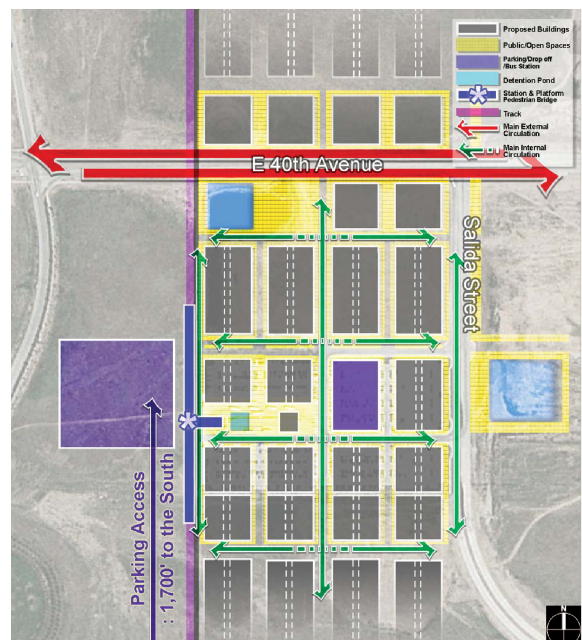 Proposed Buildings
Public/Open Spaces
Parking/Drop off
/Bus Station
Detention Pond
Station & Platform
Pedestrian Bridge
Track
Main External
Circulation
Main Internal
Circulation
E 40th Avenue
Salida Street
Parking Access
: 1,700' to the South
N